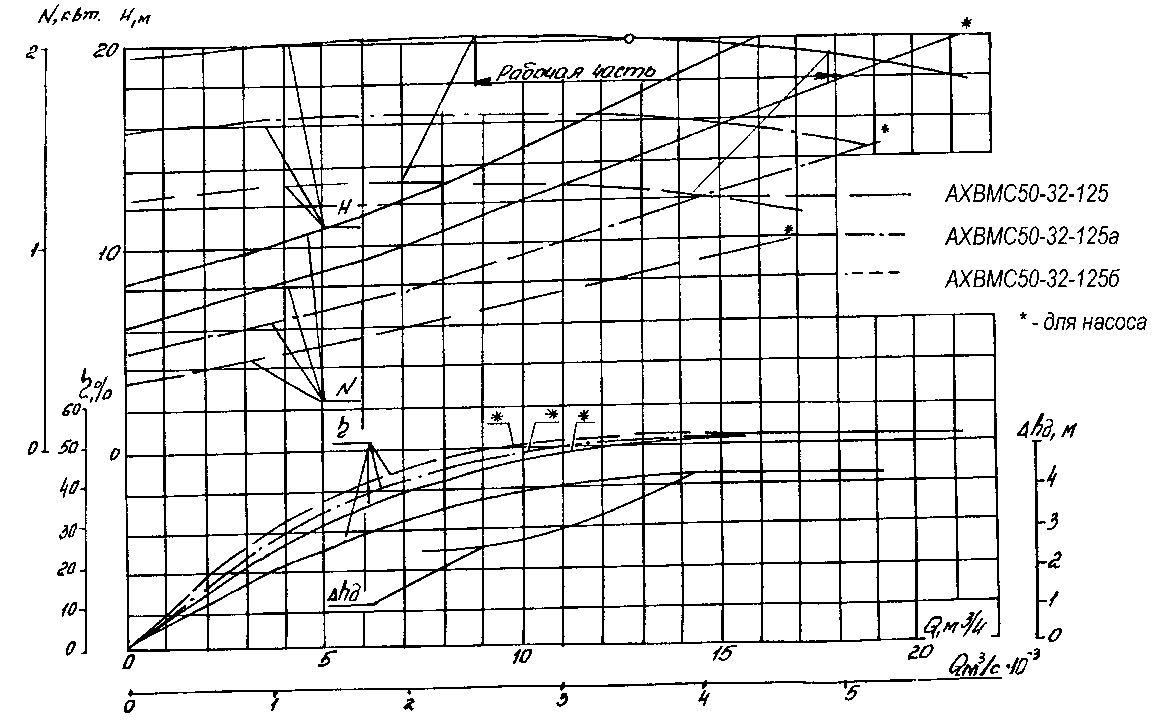 N, квт. H, м
*
2
20
Рабочая часть
*
H
АХВМС50-32-125
АХВМС50-32-125а
*
1
10
АХВМС50-32-125б
* - для насоса
N
η,%
60
η
* * *
Δhд, м
0
50
0
40
4
30
3
20
Δhд
2
10
1
Q, м³/ч
0
0
0
5
10
15
20
Q м³/с·10⁻³
0
1
2
3
4
5